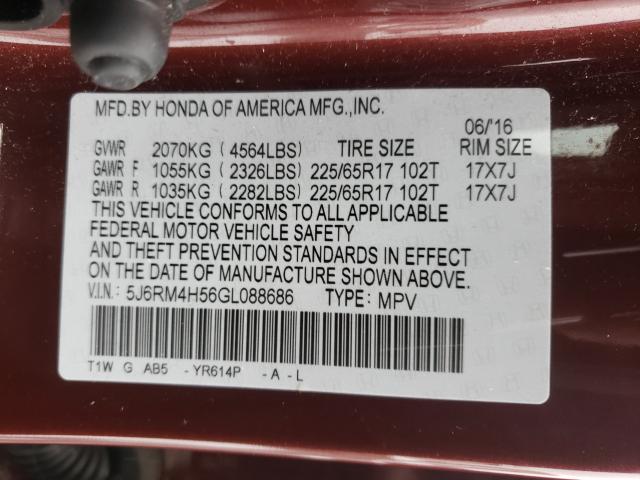 MFD.BY HONDA OF AMERICA MFG.,INC.
06/'16
GVWR 2070KG ( 4564LBS) TIRE SIZE RIM SIZE
GAWR F 1055KG ( 2326LBS) 225/65R17 102T 17X7J
GAWR R 1035KG ( 2282LBS) 225/65R17 102T 17X7J
THIS VEHICLE CONFORMS TO ALL APPLICABLE
FEDERAL MOTOR VEHICLE SAFETY
AND THEFT PREVENTION STANDARDS IN EFFECT
ON THE DATE OF MANUFACTURE SHOWN ABOVE.
V.I.N.: 5J6RM4H56GL088686 TYPE: MPV
T1W G AB5 -YR614P -A-L